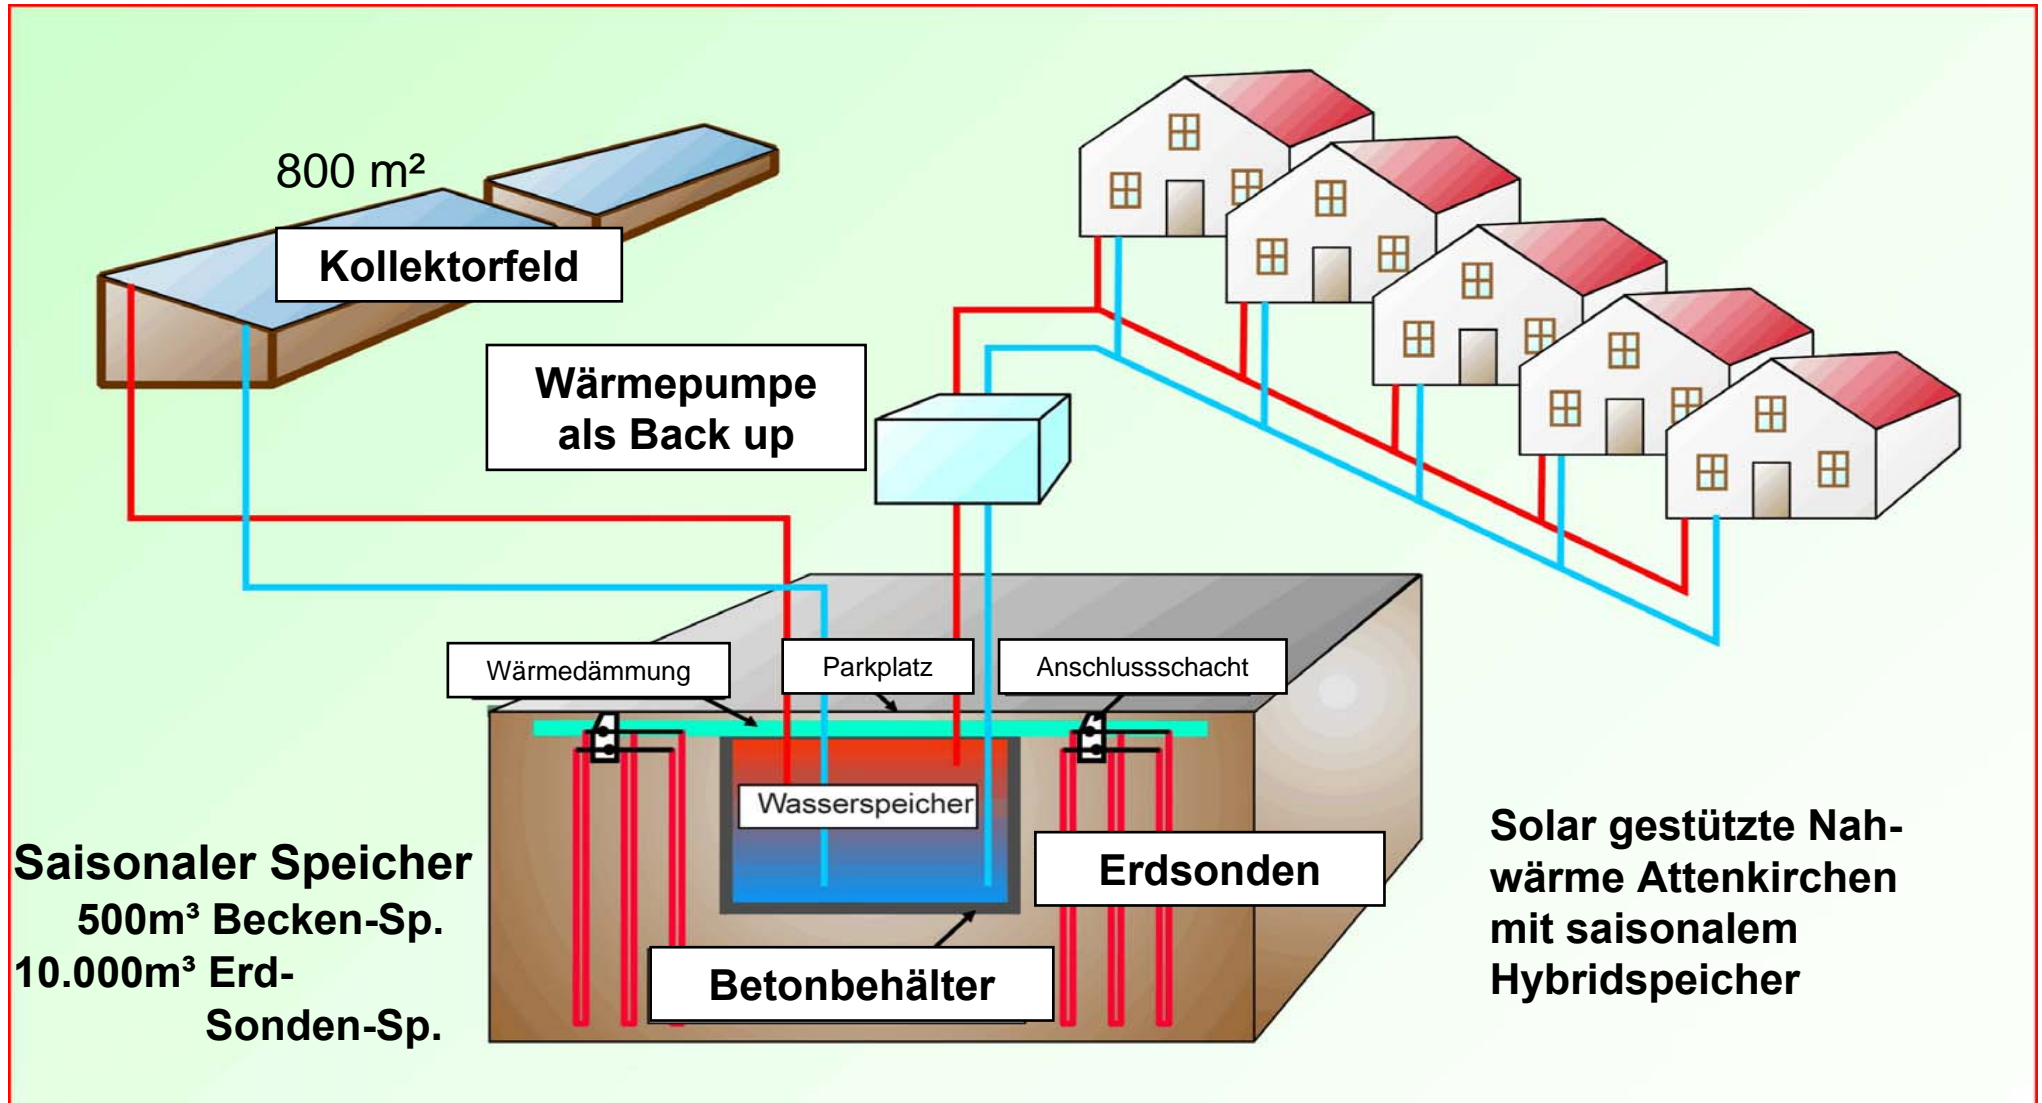 800 m²
Kollektorfeld
Wärmepumpe
als Back up
Wärmedämmung
Parkplatz
Anschlussschacht
Wasserspeicher
Erdsonden
Betonbehälter
Saisonaler Speicher
500m³ Becken-Sp.
10.000m³ Erd-
Sonden-Sp.
Solar gestützte Nah-
wärme Attenkirchen
mit saisonalem
Hybridspeicher